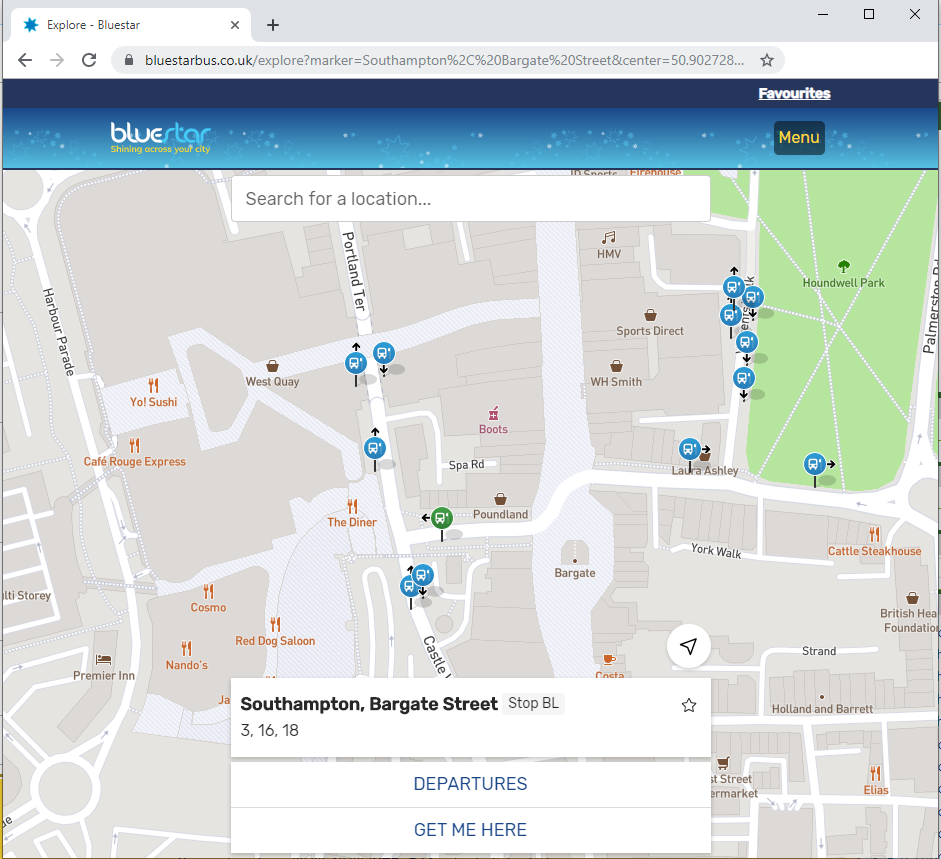 Explore - Bluestar
bluestarbus.co.uk/explore?marker=Southampton%2C%20Bargate%20Street&center=50.902728...
Favourites
bluestar
Shining across your city
Menu
JD Sports
Firehouse
Search for a location...
Portland Ter
HMV
Houndwell Park
Harbour Parade
Palmerston Rd
Sports Direct
West Quay
WH Smith
Yo! Sushi
Boots
Café Rouge Express
Spa Rd
Laura Ashley
Poundland
The Diner
York Walk
Cattle Steakhouse
Bargate
lti Storey
Cosmo
British Hea
Foundation
Red Dog Saloon
Nando's
Castle
Strand
Premier Inn
Costa
Ja
Southampton, Bargate Street
Stop BL
3, 16, 18
Holland and Barrett
DEPARTURES
st Street
ermarket
Elias
GET ME HERE